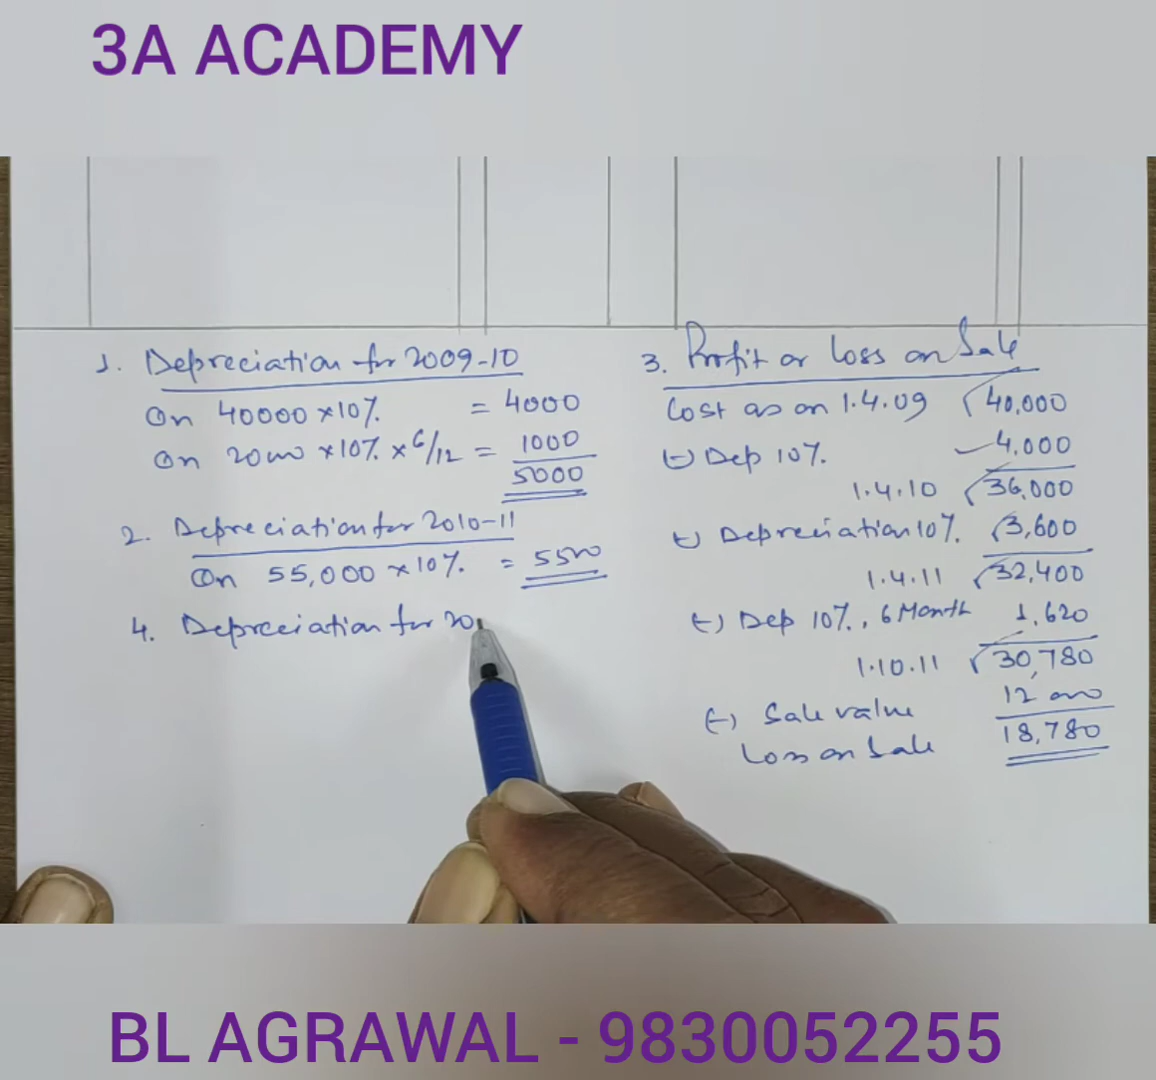 3A ACADEMY
1. Depreciation for 2009-10
On 40000 × 10% = 4000
On 20000 × 10% × 6/12 = 1000
5000
2. Depreciation for 2010-11
On 55,000 × 10% = 5500
4. Depreciation for 20
3. Profit or Loss on Sale
Cost as on 1.4.09 40,000
(-) Dep 10% 4,000
1.4.10 36,000
(-) Depreciation 10% 3,600
1.4.11 32,400
(-) Dep 10%, 6 Month 1,620
1.10.11 30,780
(-) Sale value 12000
Loss on Sale 18,780
BL AGRAWAL - 9830052255